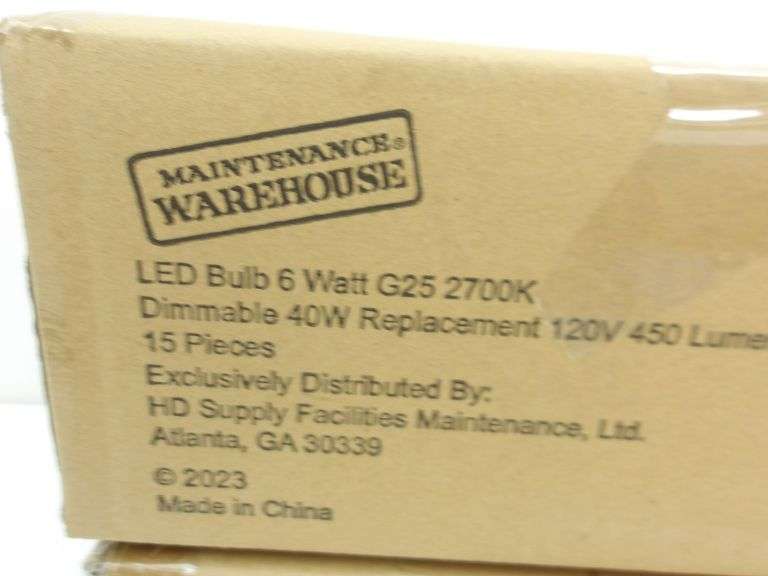 MAINTENANCE®
WAREHOUSE
LED Bulb 6 Watt G25 2700K
Dimmable 40W Replacement 120V 450 Lumen
15 Pieces
Exclusively Distributed By:
HD Supply Facilities Maintenance, Ltd.
Atlanta, GA 30339
© 2023
Made in China